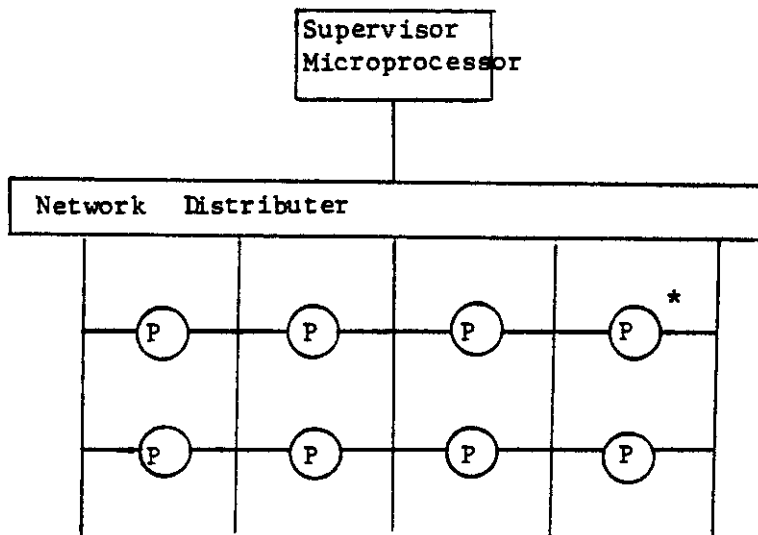 Supervisor
Microprocessor
Network Distributer
*
P P P P
P P P P